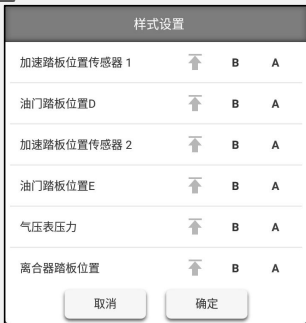 样式设置
加速踏板位置传感器 1 B A
油门踏板位置D B A
加速踏板位置传感器 2 B A
油门踏板位置E B A
气压表压力 B A
离合器踏板位置 B A
取消 确定